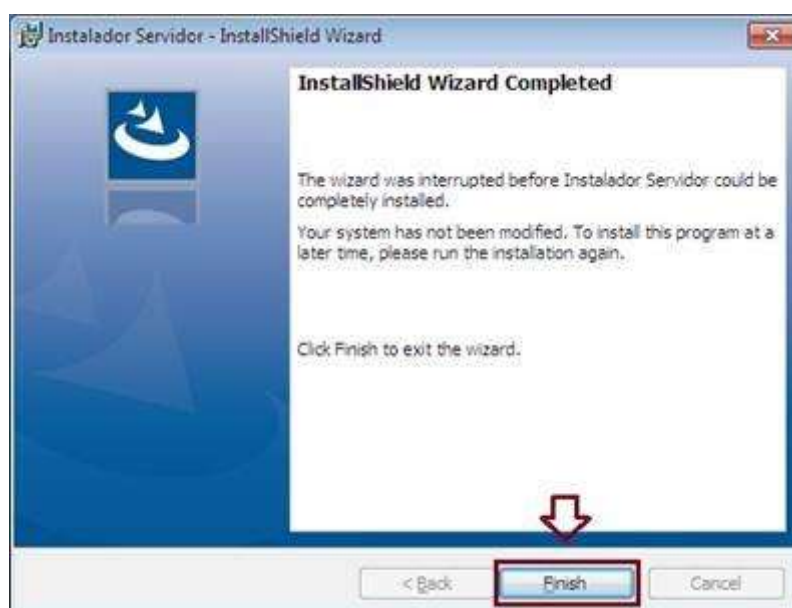 Instalador Servidor - InstallShield Wizard
InstallShield Wizard Completed
The wizard was interrupted before Instalador Servidor could be
completely installed.
Your system has not been modified. To install this program at a
later time, please run the installation again.
Click Finish to exit the wizard.
< Back
Finish
Cancel